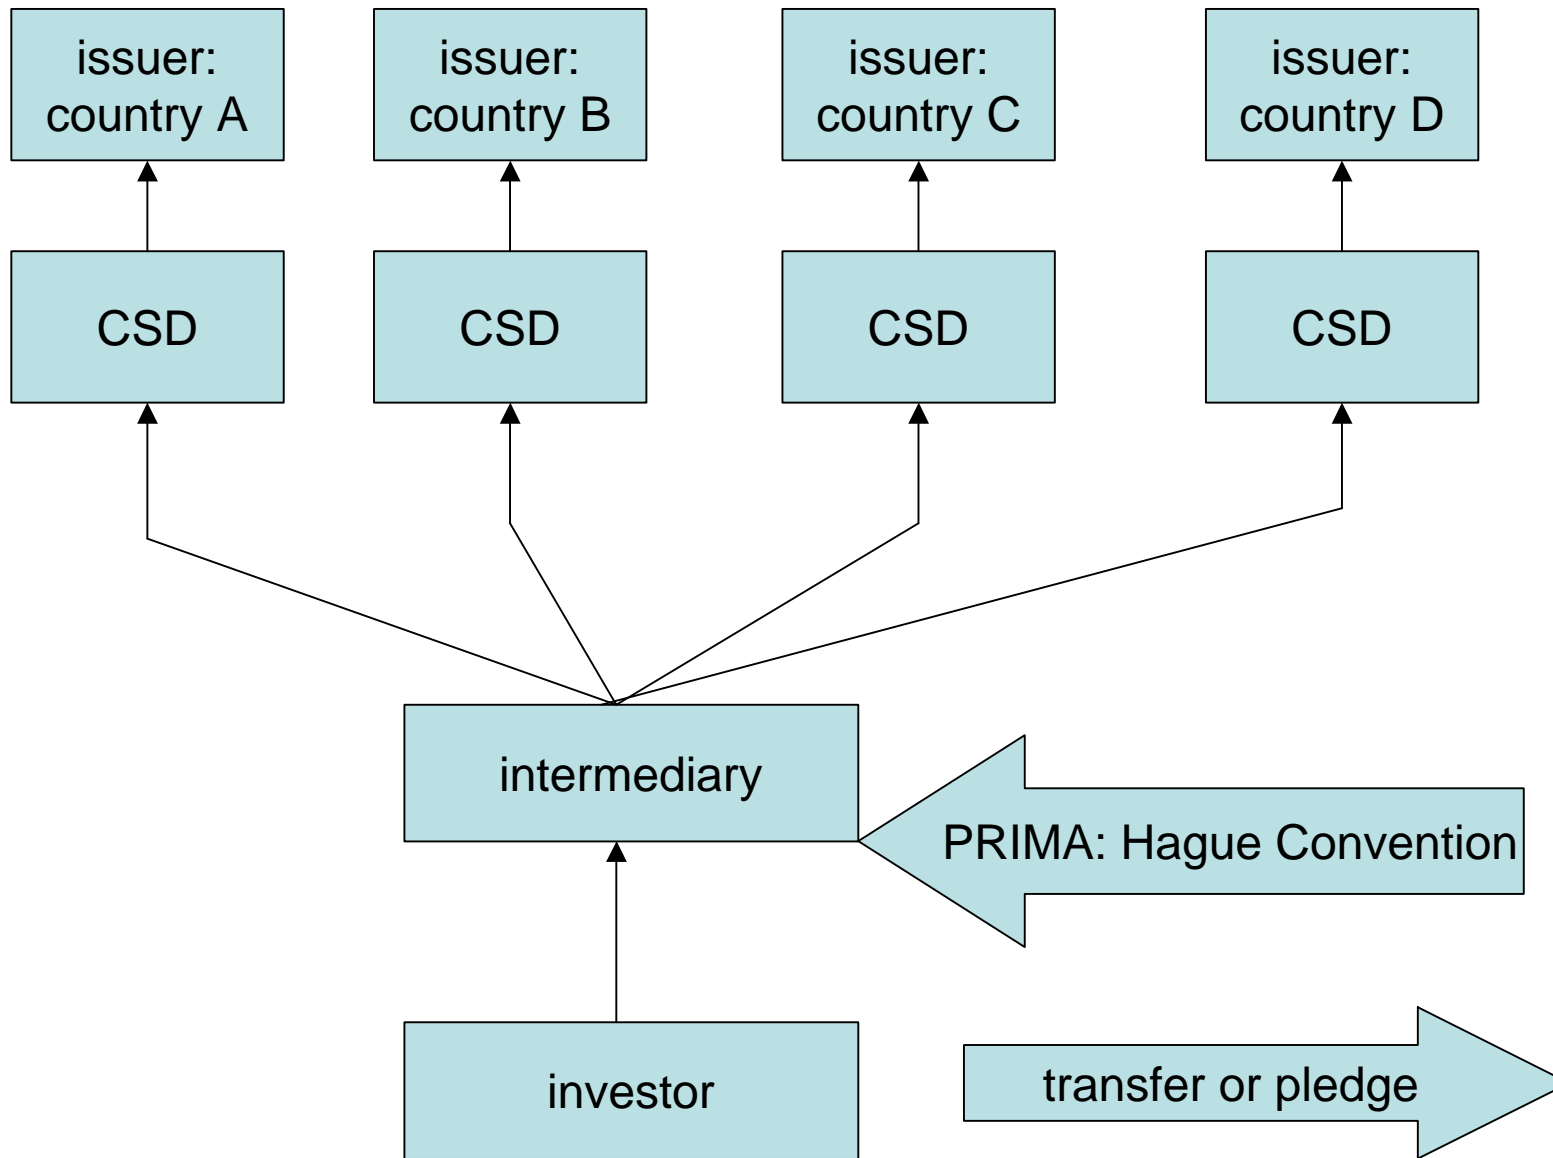 issuer:
country A
issuer:
country B
issuer:
country C
issuer:
country D
CSD
CSD
CSD
CSD
intermediary
PRIMA: Hague Convention
investor
transfer or pledge